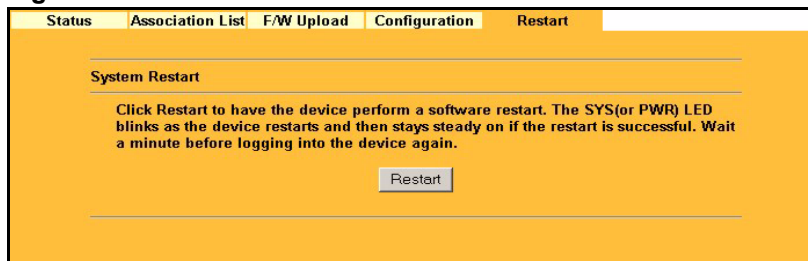 Status Association List F/W Upload Configuration Restart
System Restart
Click Restart to have the device perform a software restart. The SYS(or PWR) LED
blinks as the device restarts and then stays steady on if the restart is successful. Wait
a minute before logging into the device again.
Restart